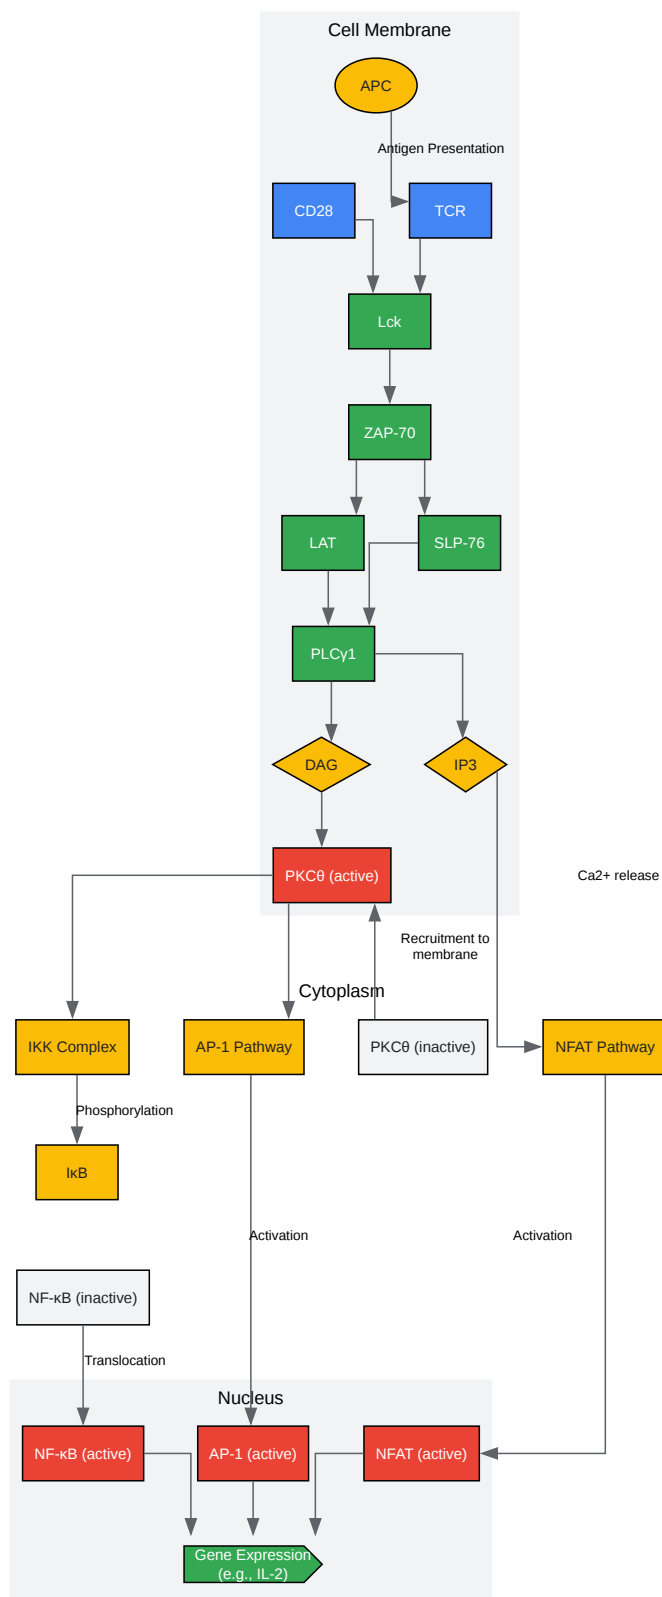 Cell Membrane
APC
Antigen Presentation
CD28
TCR
Lck
ZAP-70
LAT
SLP-76
PLCγ1
DAG
IP3
PKCθ (active)
Ca2+ release
Recruitment to
membrane
Cytoplasm
IKK Complex
AP-1 Pathway
PKCθ (inactive)
NFAT Pathway
Phosphorylation
IκB
Activation
Activation
NF-κB (inactive)
Translocation
Nucleus
NF-κB (active)
AP-1 (active)
NFAT (active)
Gene Expression
(e.g., IL-2)